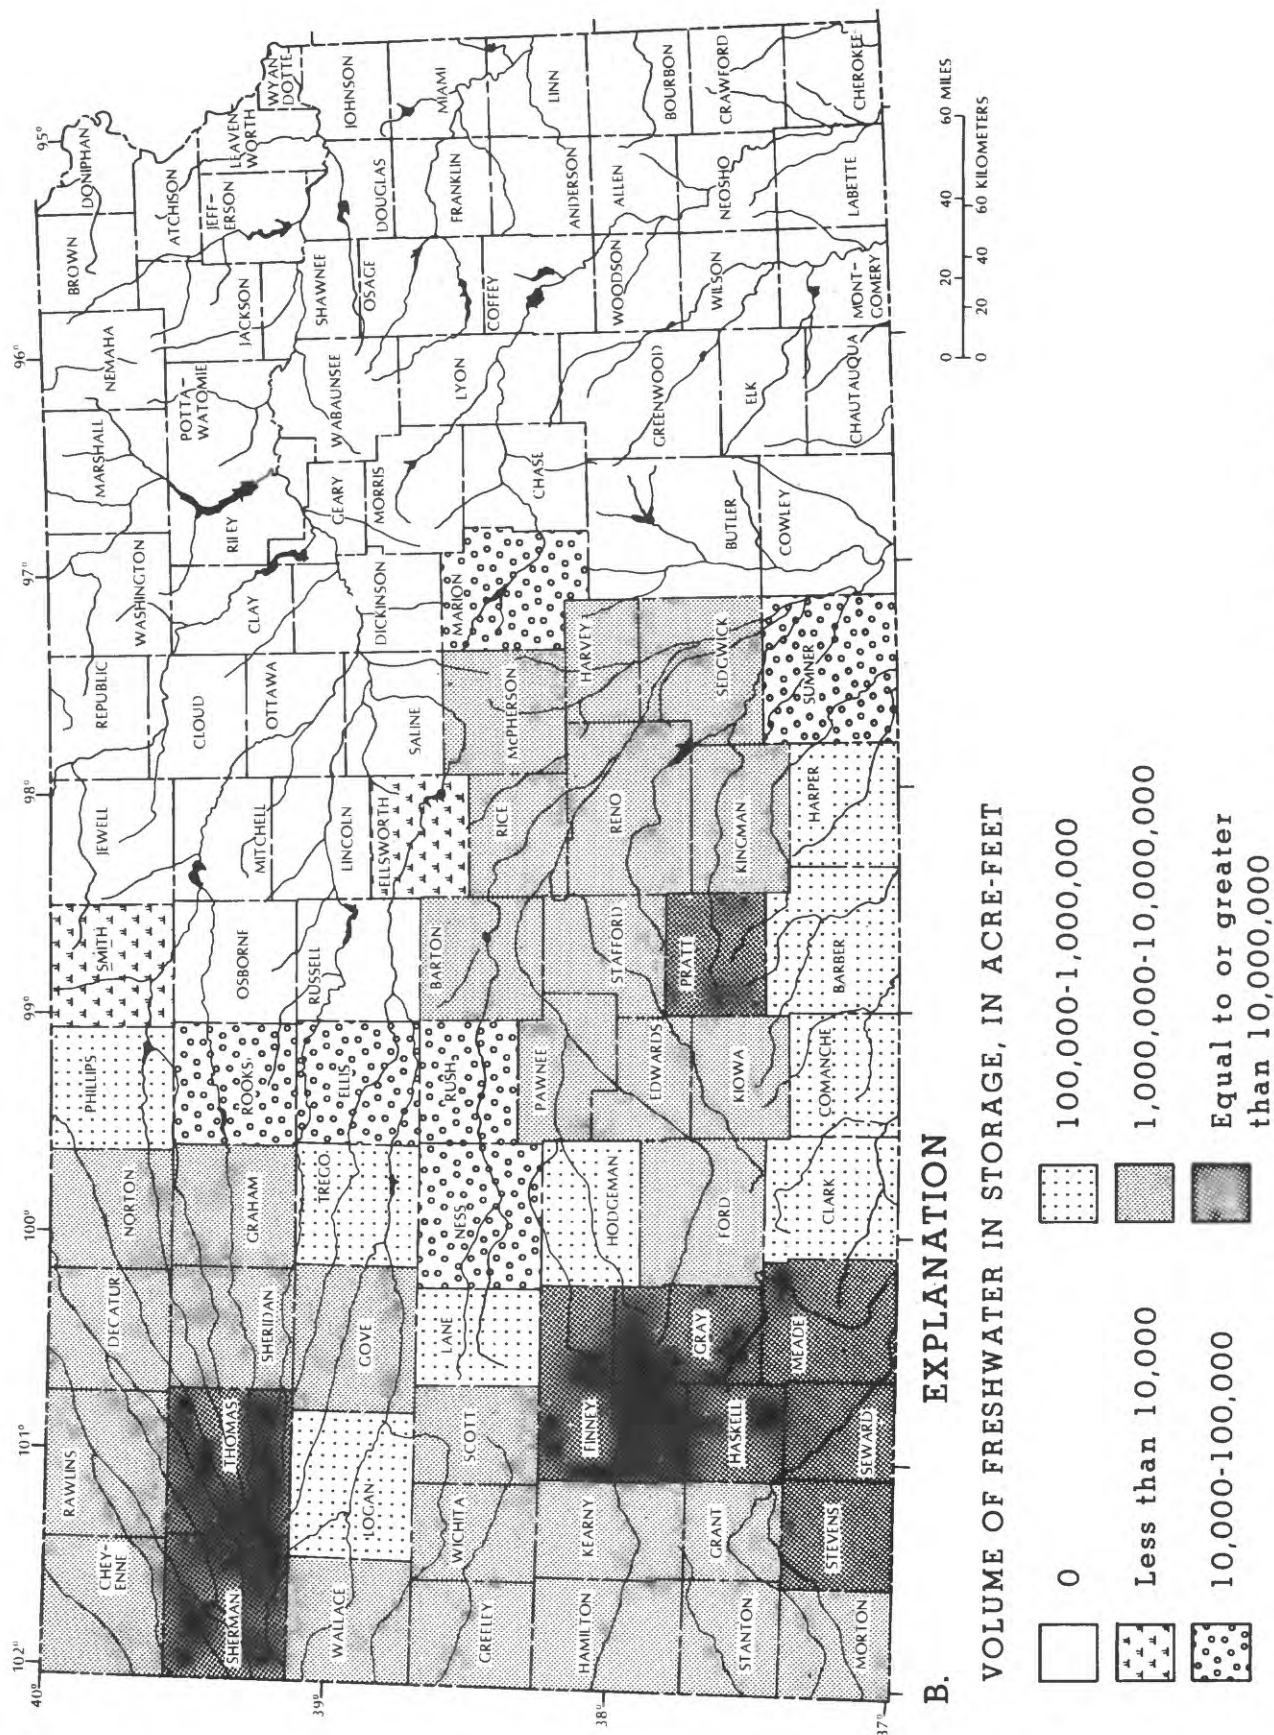 102°
101°
100°
99°
98°
97°
96°
95°
40°
39°
38°
37°
CHEY-
ENNE
RAWLINS
DECATUR
NORTON
PHILLIPS
SMITH
JEWELL
REPUBLIC
WASHINGTON
MARSHALL
NEMAHA
BROWN
DONIPHAN
SHERMAN
THOMAS
SHERIDAN
GRAHAM
ROOKS
OSBORNE
MITCHELL
CLOUD
CLAY
RILEY
POTTA-
WATOMIE
JACKSON
ATCHISON
JEFF-
ERSON
LEAVEN
WORTH
WYAN
DOTTE
WALLACE
LOGAN
GOVE
TREGO
ELLIS
RUSSELL
LINCOLN
OTTAWA
DICKINSON
GEARY
WABAUNSEE
SHAWNEE
DOUGLAS
JOHNSON
ELLSWORTH
SALINE
MORRIS
OSAGE
FRANKLIN
MIAMI
GREELEY
WICHITA
SCOTT
LANE
NESS
RUSH
BARTON
RICE
McPHERSON
MARION
CHASE
LYON
COFFEY
ANDERSON
LINN
HAMILTON
KEARNY
FINNEY
HODGEMAN
PAWNEE
STAFFORD
RENO
HARVEY
GREENWOOD
WOODSON
ALLEN
BOURBON
EDWARDS
FORD
GRAY
STANTON
GRANT
HASKELL
KIOWA
PRATT
KINGMAN
SEDGWICK
BUTLER
ELK
WILSON
NEOSHO
CRAWFORD
MORTON
STEVENS
SEWARD
MEADE
CLARK
COMANCHE
BARBER
HARPER
SUMNER
COWLEY
CHAUTAUQUA
MONT-
GOMERY
LABETTE
CHEROKEE
0 20 40 60 MILES
0 20 40 60 KILOMETERS
B. EXPLANATION
VOLUME OF FRESHWATER IN STORAGE, IN ACRE-FEET
0
Less than 10,000
10,000-100,000
100,000-1,000,000
1,000,000-10,000,000
Equal to or greater
than 10,000,000